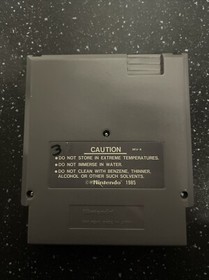 3
CAUTION
●DO NOT STORE IN EXTREME TEMPERATURES.
●DO NOT IMMERSE IN WATER.
●DO NOT CLEAN WITH BENZENE, THINNER,
ALCOHOL OR OTHER SUCH SOLVENTS.
©Nintendo 1985